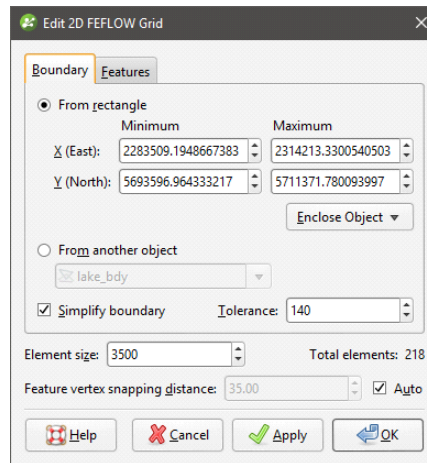 Edit 2D FEFLOW Grid
Boundary Features
From rectangle
Minimum Maximum
X (East): 2283509.1948667383 2314213.3300540503
Y (North): 5693596.964333217 5711371.780093997
Enclose Object
From another object
lake_bdy
Simplify boundary Tolerance: 140
Element size: 3500 Total elements: 218
Feature vertex snapping distance: 35.00 Auto
Help Cancel Apply OK